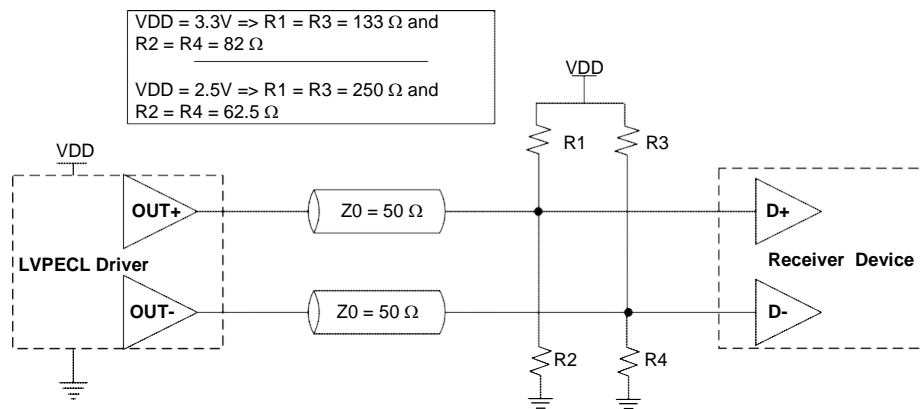 VDD = 3.3V => R1 = R3 = 133 Ω and
R2 = R4 = 82 Ω
VDD = 2.5V => R1 = R3 = 250 Ω and
R2 = R4 = 62.5 Ω
VDD
VDD
R1
R3
OUT+
Z0 = 50 Ω
D+
LVPECL Driver
Receiver Device
OUT-
Z0 = 50 Ω
D-
R2
R4